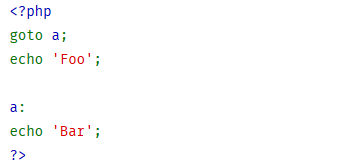 <?php
goto a;
echo 'Foo';

a:
echo 'Bar';
?>